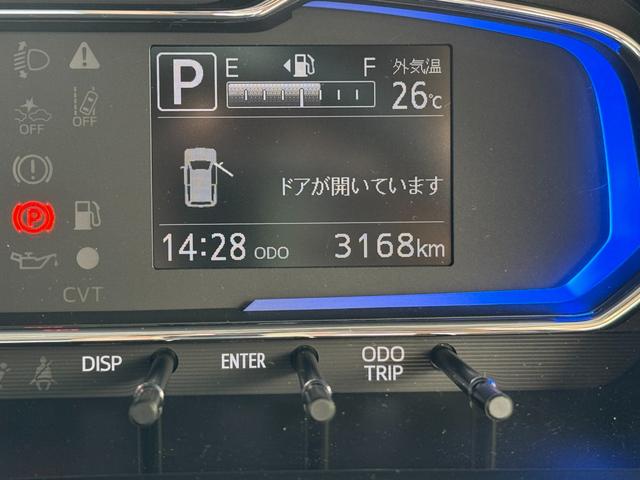 P E F 外気温
26℃
OFF OFF
ドアが開いています
P
14:28 ODO 3168km
CVT
DISP ENTER ODO
TRIP